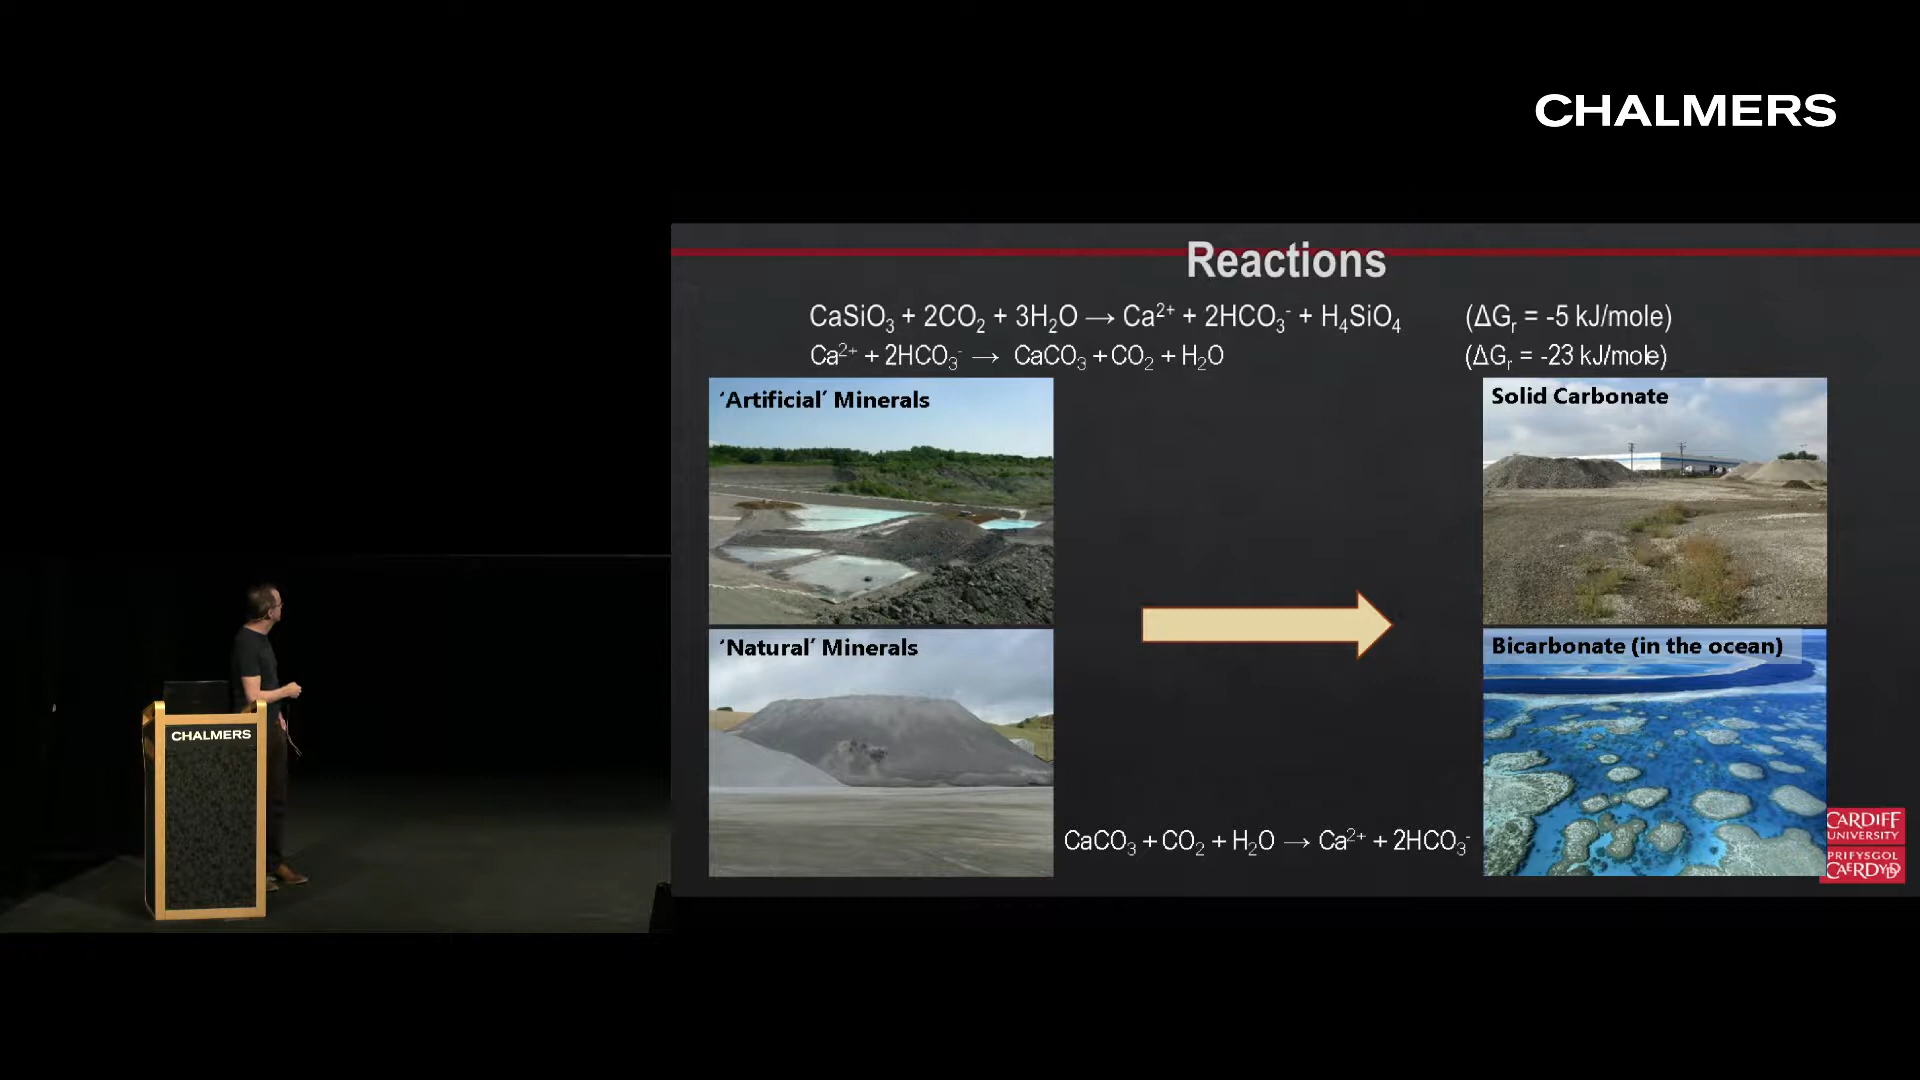 CHALMERS
Reactions
CaSiO₃ + 2CO₂ + 3H₂O → Ca²⁺ + 2HCO₃⁻ + H₄SiO₄ (ΔGᵣ = -5 kJ/mole)
Ca²⁺ + 2HCO₃⁻ → CaCO₃ + CO₂ + H₂O (ΔGᵣ = -23 kJ/mole)
‘Artificial’ Minerals
Solid Carbonate
‘Natural’ Minerals
Bicarbonate (in the ocean)
CaCO₃ + CO₂ + H₂O → Ca²⁺ + 2HCO₃⁻
CARDIFF
UNIVERSITY
PRIFYSGOL
CAERDYDD
CHALMERS